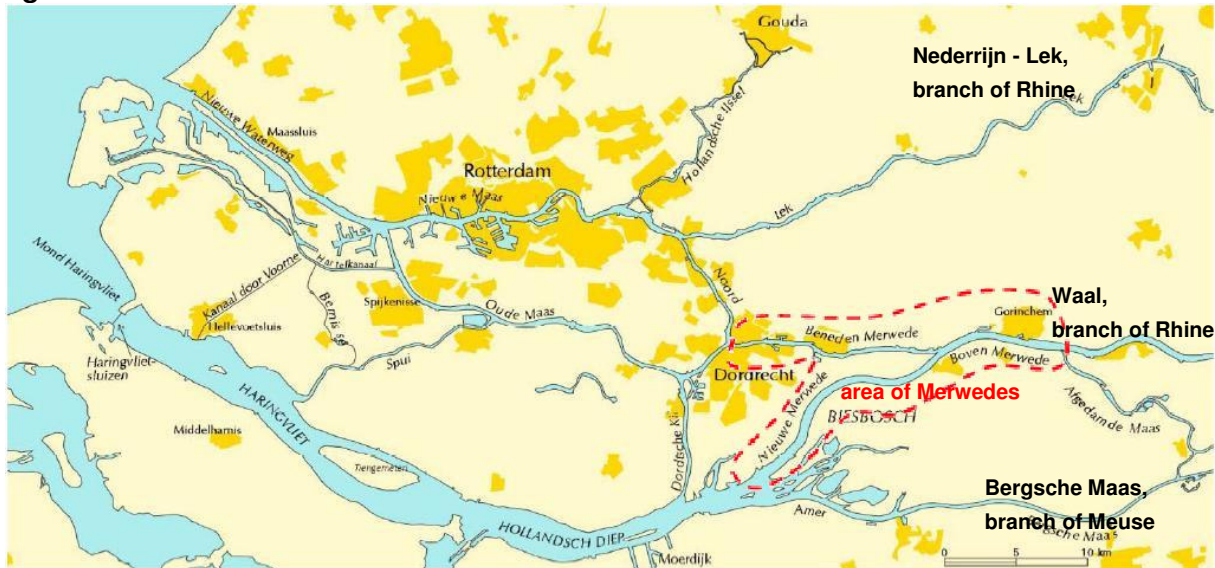 Gouda
Nederrijn - Lek,
branch of Rhine
Lek
Nieuwe Waterweg
Maassluis
Hollandsche IJssel
Rotterdam
Nieuwe Maas
Lek
Mond Haringvliet
Hartelkanaal
Noord
Kanaal door Voorne
Spijkenisse
Bernisse
Oude Maas
Waal,
Gorinchem
branch of Rhine
Hellevoetsluis
Beneden Merwede
Boven Merwede
Haringvliet-
sluizen
Spui
Dordrecht
area of Merwedes
Nieuwe Merwede
BIESBOSCH
Afgedamde Maas
HARINGVLIET
Middelharnis
Dordtsche Kil
Tiengemeten
Bergsche Maas,
branch of Meuse
Amer
HOLLANDSCH DIEP
Bergsche Maas
Moerdijk
0 5 10 km